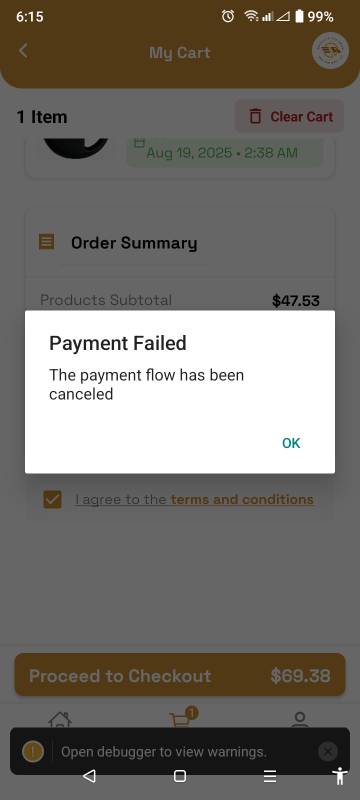 6:15
99%
My Cart
1 Item
Clear Cart
Aug 19, 2025 • 2:38 AM
Order Summary
Products Subtotal
$47.53
Payment Failed
The payment flow has been
canceled
OK
I agree to the terms and conditions
Proceed to Checkout
$69.38
1
Open debugger to view warnings.